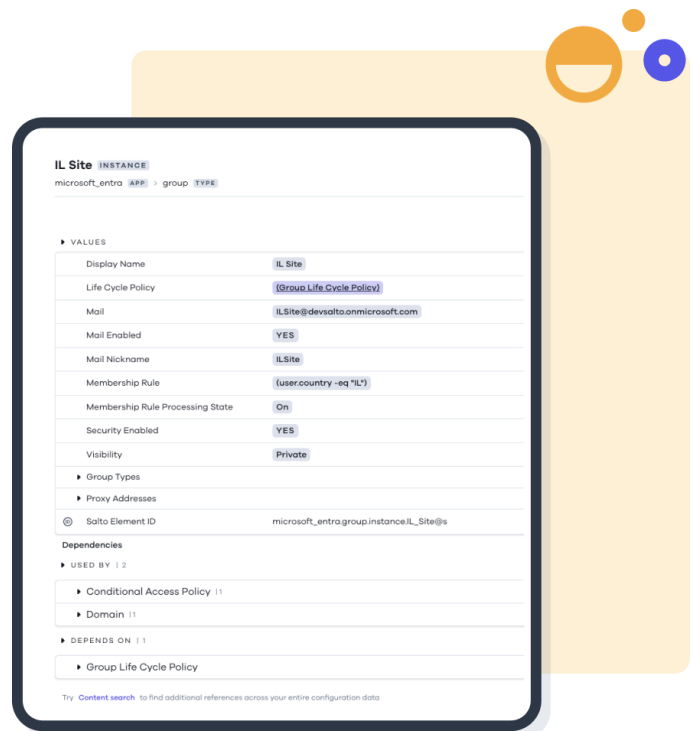 IL Site INSTANCE
microsoft_entra APP > group TYPE
VALUES
Display Name IL Site
Life Cycle Policy (Group Life Cycle Policy)
Mail ILSite@devsalto.onmicrosoft.com
Mail Enabled YES
Mail Nickname ILSite
Membership Rule (user.country -eq "IL")
Membership Rule Processing State On
Security Enabled YES
Visibility Private
Group Types
Proxy Addresses
ID Salto Element ID microsoft_entra.group.instance.IL_Site@s
Dependencies
USED BY | 2
Conditional Access Policy | 1
Domain | 1
DEPENDS ON | 1
Group Life Cycle Policy
Try Content search to find additional references across your entire configuration data